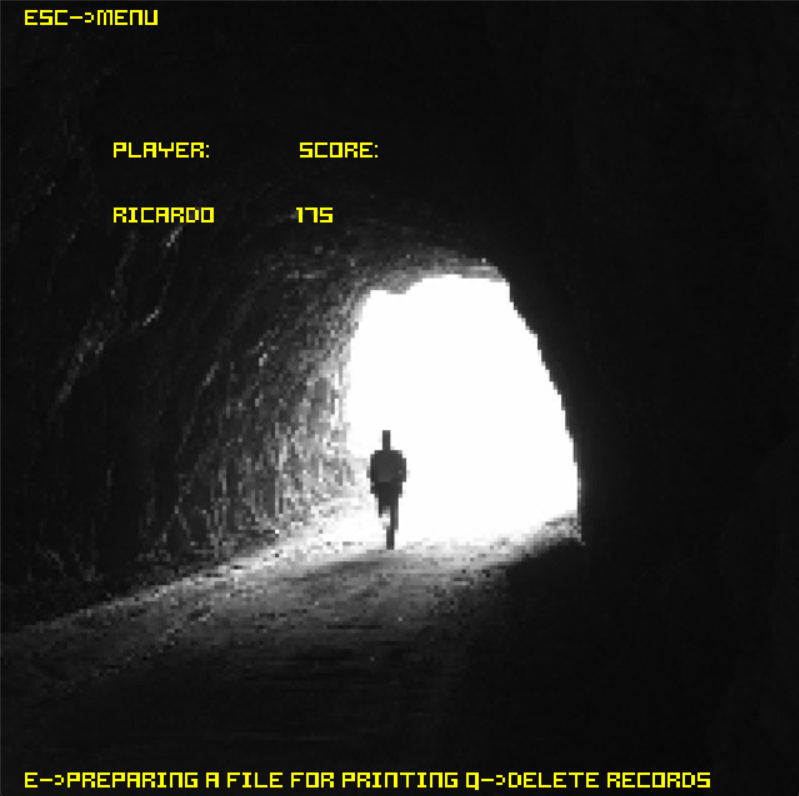 ESC->MENU
PLAYER: SCORE:
RICARDO 175
E->PREPARING A FILE FOR PRINTING Q->DELETE RECORDS